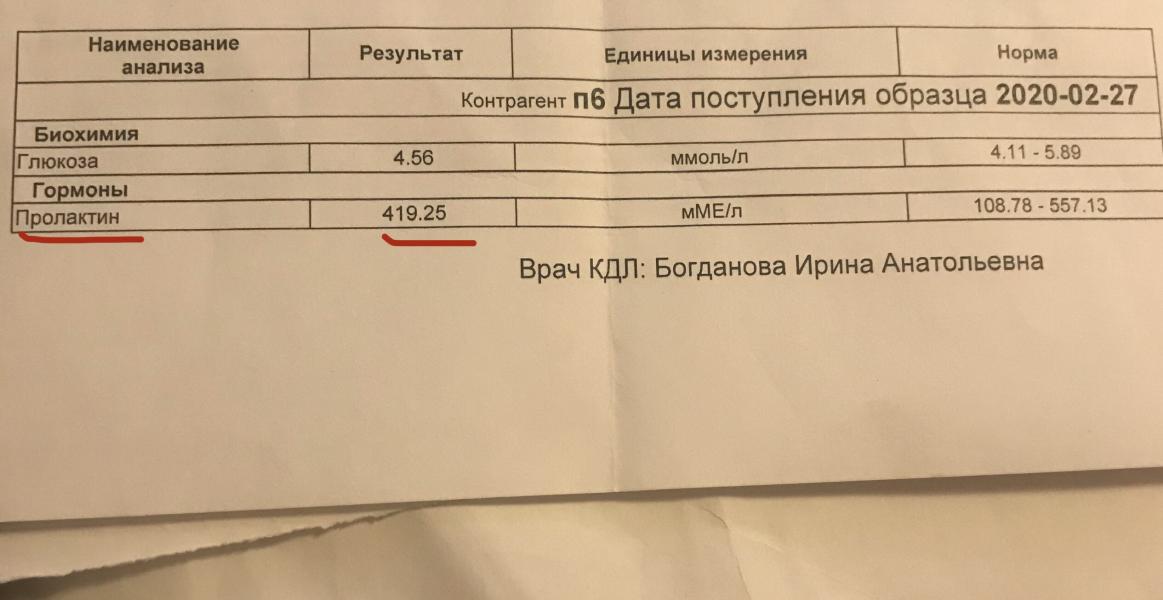 Наименование анализа Результат Единицы измерения Норма
Контрагент п6 Дата поступления образца 2020-02-27
Биохимия
Глюкоза 4.56 ммоль/л 4.11 - 5.89
Гормоны
Пролактин 419.25 мМЕ/л 108.78 - 557.13
Врач КДЛ: Богданова Ирина Анатольевна